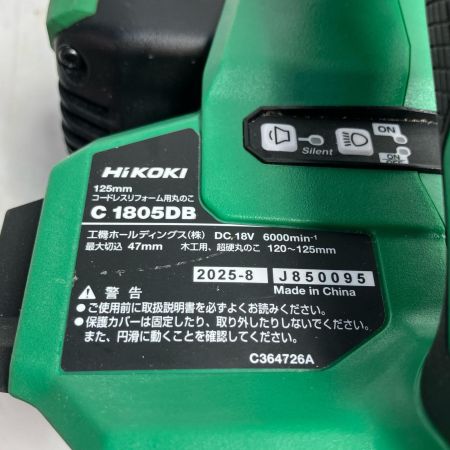 HiKOKI
125mm
コードレスリフォーム用丸のこ
C 1805DB
工機ホールディングス(株) DC.18V 6000min⁻¹
最大切込 47mm 木工用、超硬丸のこ 120～125mm
2025-8 J850095
Made in China
警告
●ご使用前に取扱説明書を必ずよくお読みください。
●保護カバーは固定したり、取り外したりしないでください。
また、円滑に動くことを確認してください。
C364726A
Silent
ON
ON